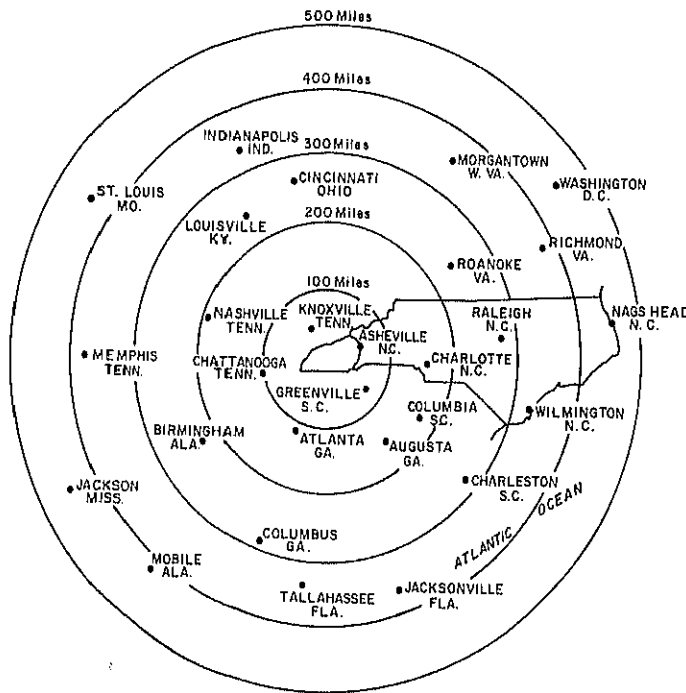 500 Miles
400 Miles
INDIANAPOLIS
IND.
300 Miles
MORGANTOWN
W. VA.
CINCINNATI
OHIO
WASHINGTON
D.C.
ST. LOUIS
MO.
200 Miles
LOUISVILLE
KY.
RICHMOND
VA.
ROANOKE
VA.
100 Miles
NASHVILLE
TENN.
KNOXVILLE
TENN.
RALEIGH
N.C.
NAGS HEAD
N.C.
ASHEVILLE
N.C.
MEMPHIS
TENN.
CHATTANOOGA
TENN.
CHARLOTTE
N.C.
GREENVILLE
S.C.
COLUMBIA
S.C.
WILMINGTON
N.C.
BIRMINGHAM
ALA.
ATLANTA
GA.
AUGUSTA
GA.
JACKSON
MISS.
CHARLESTON
S.C.
ATLANTIC OCEAN
COLUMBUS
GA.
MOBILE
ALA.
TALLAHASSEE
FLA.
JACKSONVILLE
FLA.